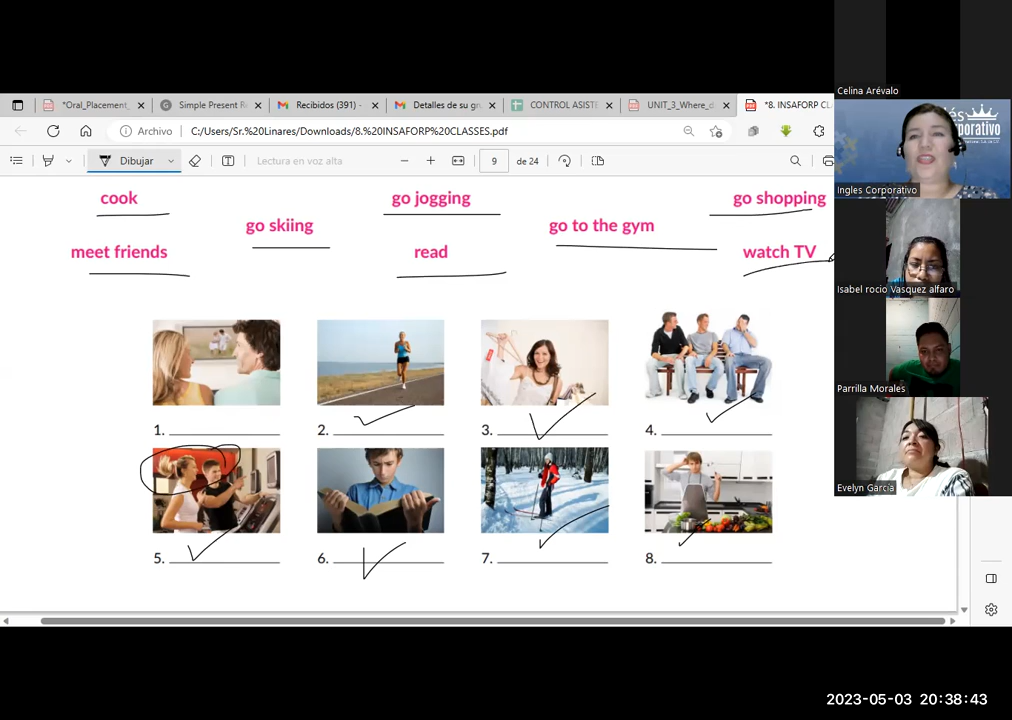 Celina Arévalo
*Oral_Placement_
Simple Present R
Recibidos (391) -
Detalles de su gru
CONTROL ASISTE
UNIT_3_Where_d
*8. INSAFORP CL
Archivo
C:/Users/Sr.%20Linares/Downloads/8.%20INSAFORP%20CLASSES.pdf
Dibujar
Lectura en voz alta
9
de 24
Ingles Corporativo
cook
go jogging
go shopping
go skiing
go to the gym
meet friends
read
watch TV
Isabel rocio Vasquez alfaro
Parrilla Morales
1.
2.
3.
4.
Evelyn García
5.
6.
7.
8.
2023-05-03 20:38:43